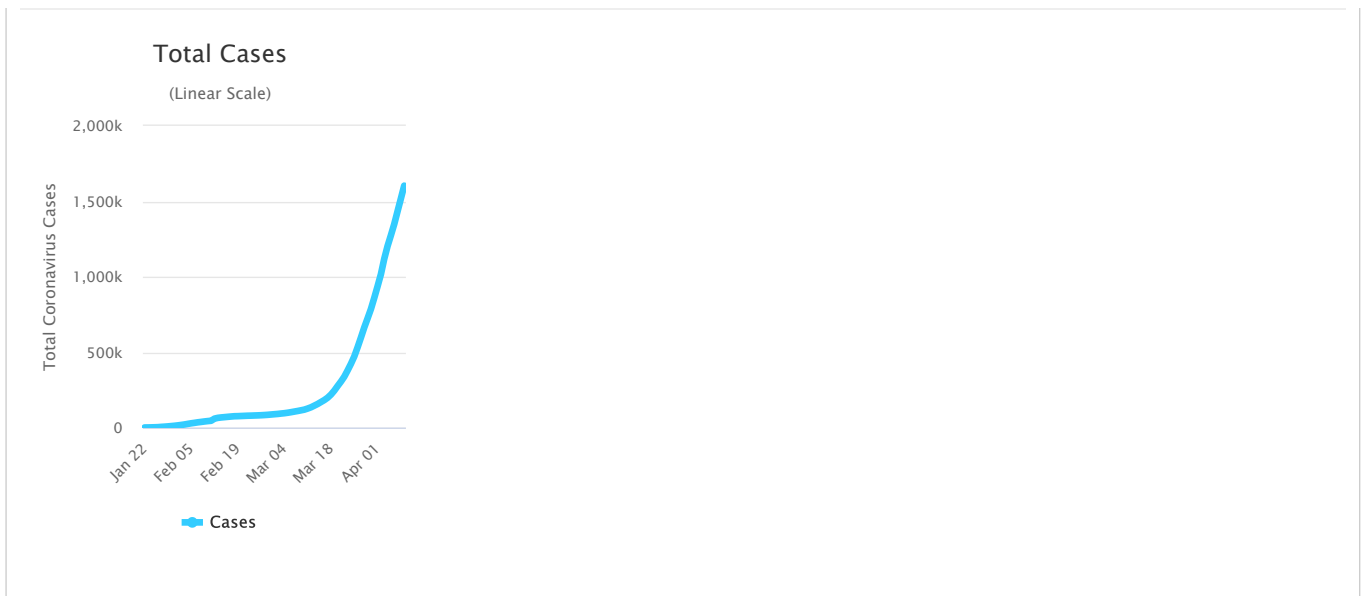 Total Cases
(Linear Scale)
Total Coronavirus Cases
2,000k
1,500k
1,000k
500k
0
Jan 22
Feb 05
Feb 19
Mar 04
Mar 18
Apr 01
Cases